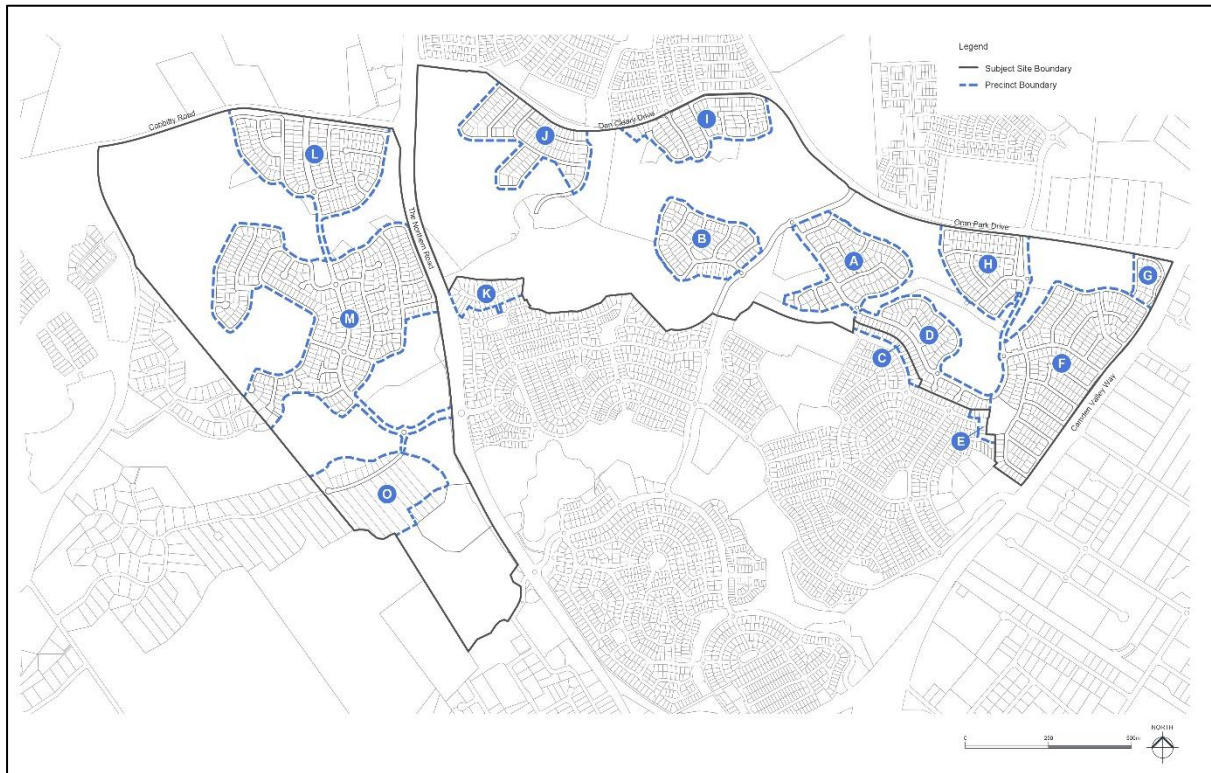 Legend
Subject Site Boundary
Precinct Boundary
Cobbitty Road
L
J
Dan Cleary Drive
I
The Northern Road
Oran Park Drive
B
A
H
G
K
M
D
C
F
Camden Valley Way
E
O
NORTH
0
250
500m